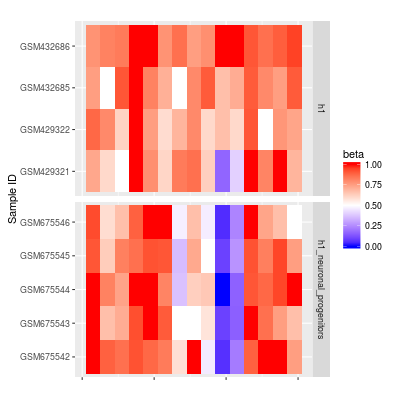 GSM432686
GSM432685
GSM429322
GSM429321
h1
GSM675546
GSM675545
GSM675544
GSM675543
GSM675542
h1_neuronal_progenitors
Sample ID
beta
1.00
0.75
0.50
0.25
0.00